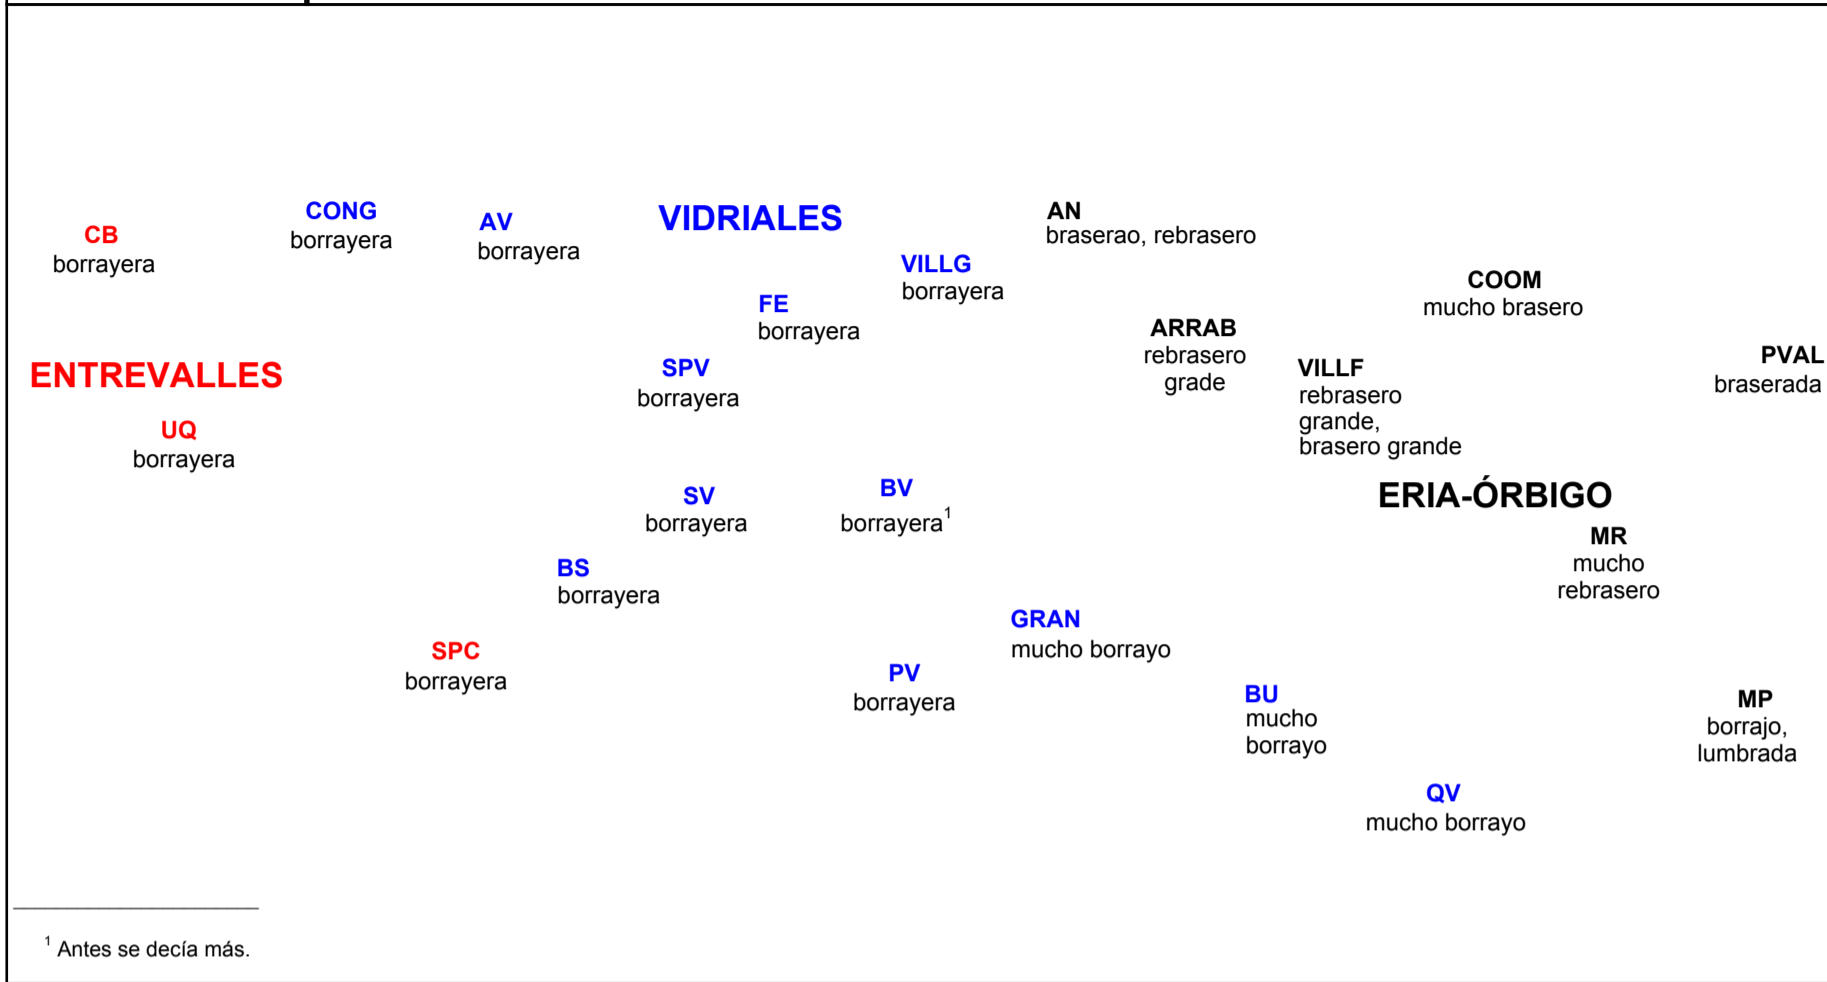 CONG
borrayera
AV
borrayera
VIDRIALES
AN
braserao, rebrasero
CB
borrayera
VILLG
borrayera
COOM
mucho brasero
FE
borrayera
ARRAB
rebrasero
grade
ENTREVALLES
SPV
borrayera
VILLF
rebrasero
grande,
brasero grande
PVAL
braserada
UQ
borrayera
SV
borrayera
BV
borrayera¹
ERIA-ÓRBIGO
MR
mucho
rebrasero
BS
borrayera
GRAN
mucho borrayo
SPC
borrayera
PV
borrayera
BU
mucho
borrayo
MP
borrajo,
lumbrada
QV
mucho borrayo
¹ Antes se decía más.